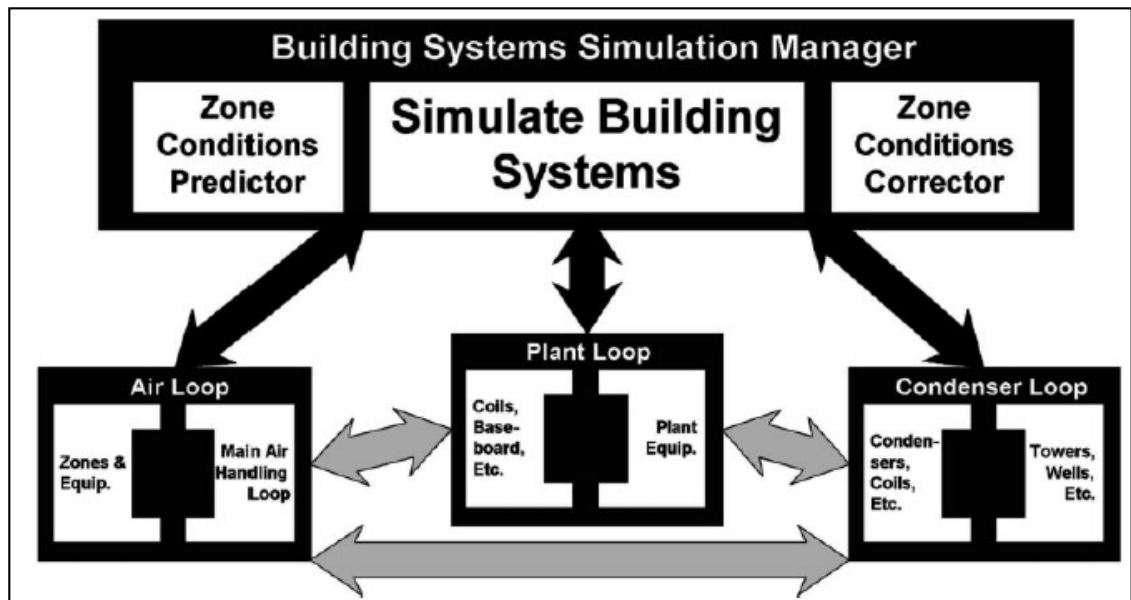 Building Systems Simulation Manager
Zone
Conditions
Predictor
Simulate Building
Systems
Zone
Conditions
Corrector
Air Loop
Zones &
Equip.
Main Air
Handling
Loop
Plant Loop
Coils,
Base-
board,
Etc.
Plant
Equip.
Condenser Loop
Conden-
sers,
Coils,
Etc.
Towers,
Wells,
Etc.